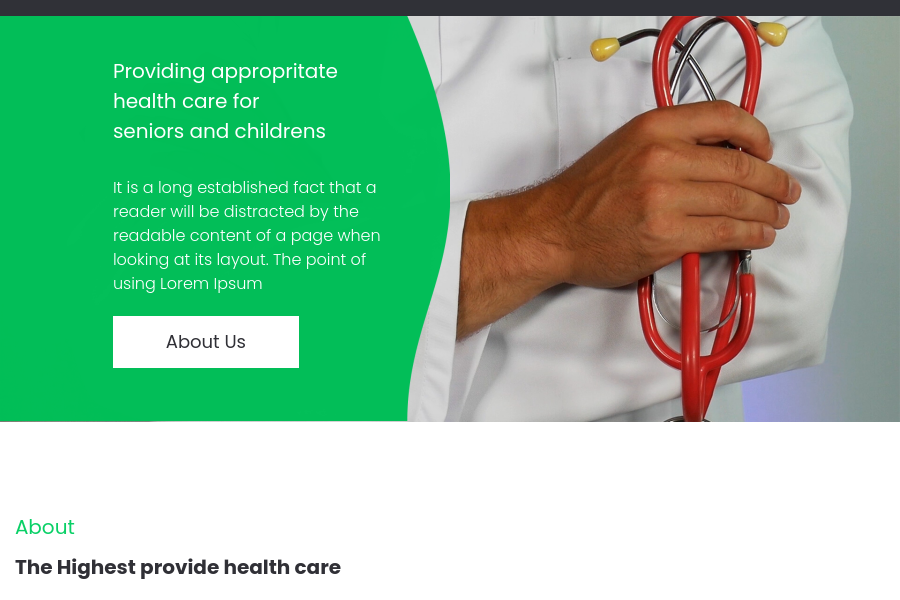 Providing appropritate
health care for
seniors and childrens
It is a long established fact that a
reader will be distracted by the
readable content of a page when
looking at its layout. The point of
using Lorem Ipsum
About Us
About
The Highest provide health care